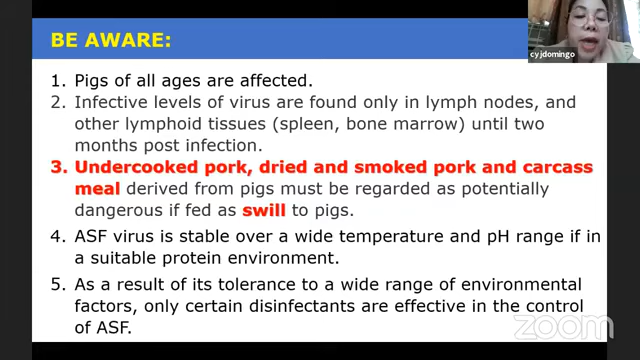 BE AWARE:
cyjdomingo
1. Pigs of all ages are affected.
2. Infective levels of virus are found only in lymph nodes, and
other lymphoid tissues (spleen, bone marrow) until two
months post infection.
3. Undercooked pork, dried and smoked pork and carcass
meal derived from pigs must be regarded as potentially
dangerous if fed as swill to pigs.
4. ASF virus is stable over a wide temperature and pH range if in
a suitable protein environment.
5. As a result of its tolerance to a wide range of environmental
factors, only certain disinfectants are effective in the control
of ASF.
zoom